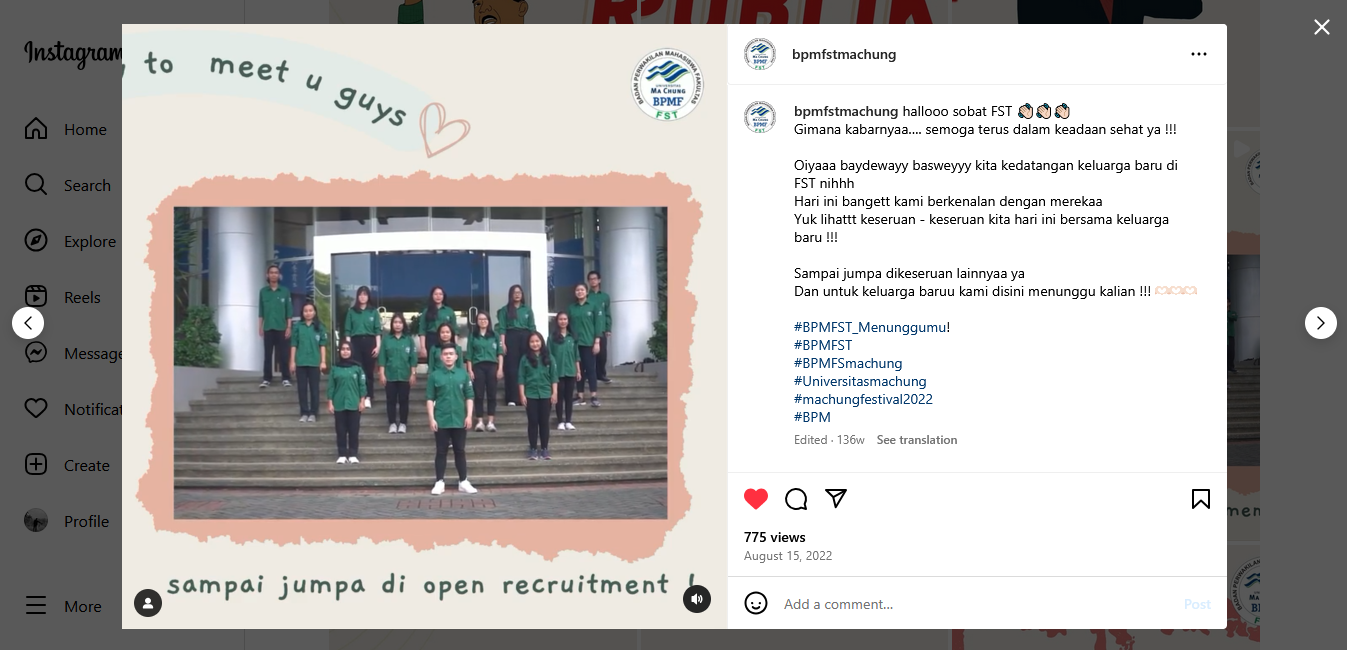 Instagram
Home
Search
Explore
Reels
Message
Notificat
Create
Profile
More
to meet u guys
BADAN PERWAKILAN MAHASISWA FAKULTAS
UNIVERSITAS
MA CHUNG
BPMF
FST
sampai jumpa di open recruitment !
bpmfstmachung
bpmfstmachung hallooo sobat FST 👏🏻👏🏻👏🏻
Gimana kabarnyaa.... semoga terus dalam keadaan sehat ya !!!
Oiyaaa baydewayy basweyyy kita kedatangan keluarga baru di
FST nihhh
Hari ini bangett kami berkenalan dengan merekaa
Yuk lihattt keseruan - keseruan kita hari ini bersama keluarga
baru !!!
Sampai jumpa dikeseruan lainnyaa ya
Dan untuk keluarga baruu kami disini menunggu kalian !!! 🫶🏻🫶🏻🫶🏻
#BPMFST_Menunggumu!
#BPMFST
#BPMFSmachung
#Universitasmachung
#machungfestival2022
#BPM
Edited · 136w See translation
775 views
August 15, 2022
Add a comment...
Post